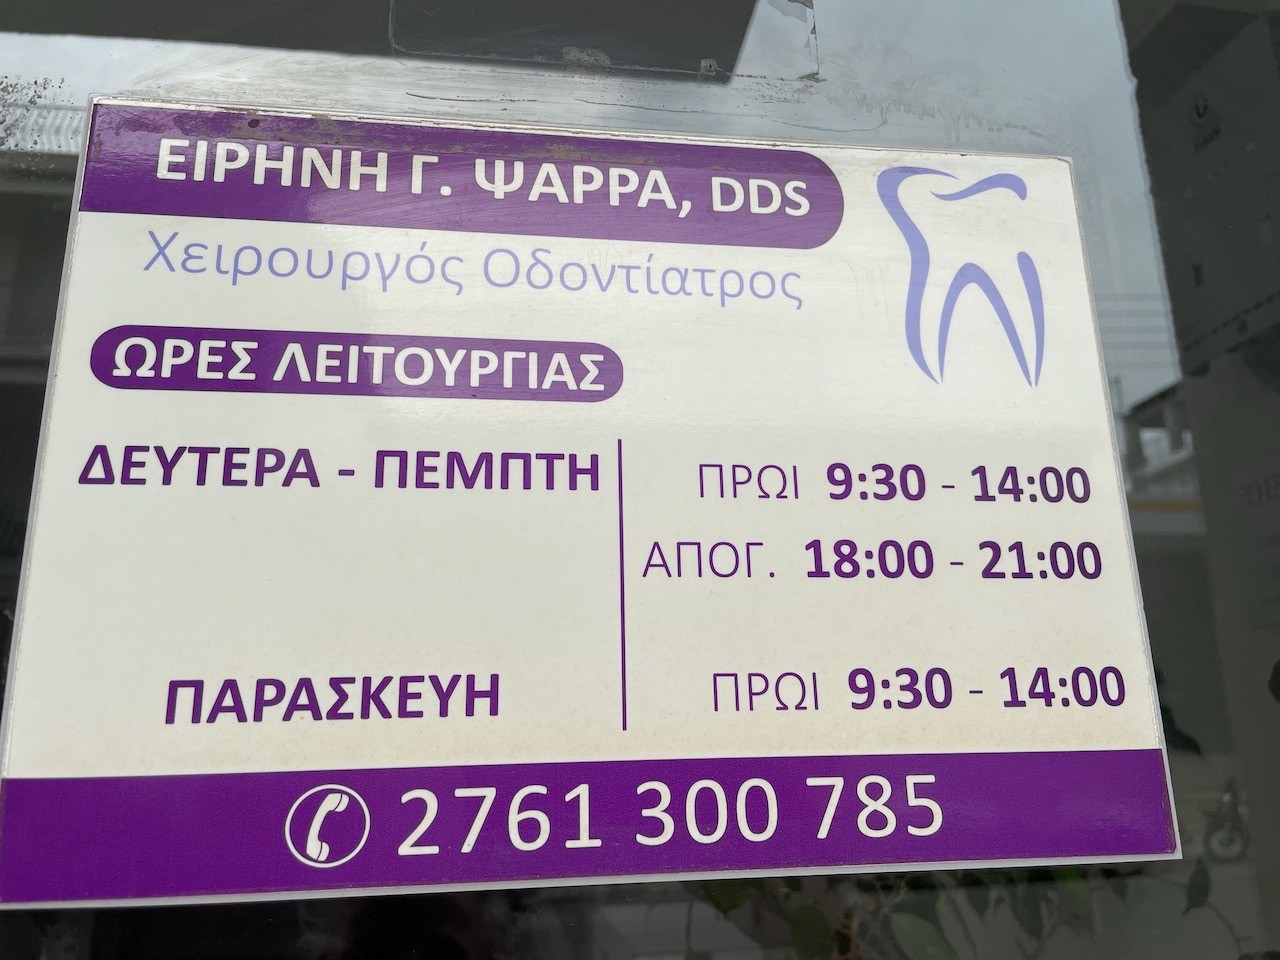 ΕΙΡΗΝΗ Γ. ΨΑΡΡΑ, DDS
Χειρουργός Οδοντίατρος
ΩΡΕΣ ΛΕΙΤΟΥΡΓΙΑΣ
ΔΕΥΤΕΡΑ - ΠΕΜΠΤΗ ΠΡΩΙ 9:30 - 14:00
ΑΠΟΓ. 18:00 - 21:00
ΠΑΡΑΣΚΕΥΗ ΠΡΩΙ 9:30 - 14:00
2761 300 785